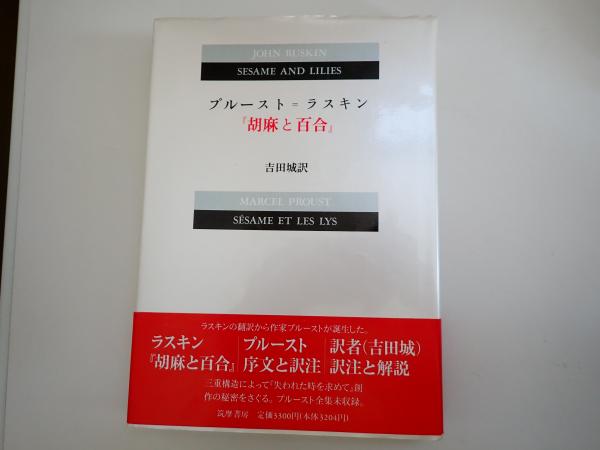 JOHN RUSKIN
SESAME AND LILIES
プルースト=ラスキン
『胡麻と百合』
吉田城訳
MARCEL PROUST
SÉSAME ET LES LYS
ラスキンの翻訳から作家プルーストが誕生した。
ラスキン
『胡麻と百合』
プルースト
序文と訳注
訳者(吉田城)
訳注と解説
三重構造によって『失われた時を求めて』創
作の秘密をさぐる。プルースト全集未収録。
筑摩書房 定価3300円(本体3204円)